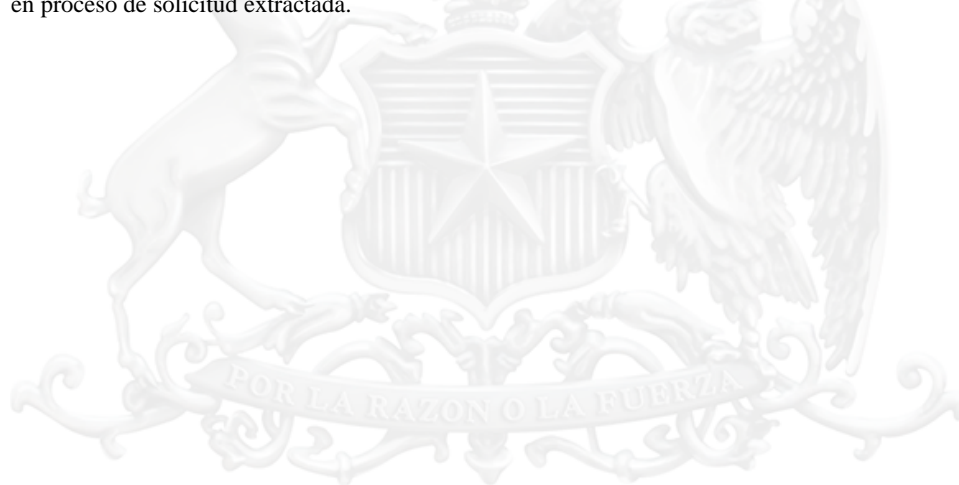 en proceso de solicitud extractada.
POR LA RAZON O LA FUERZA